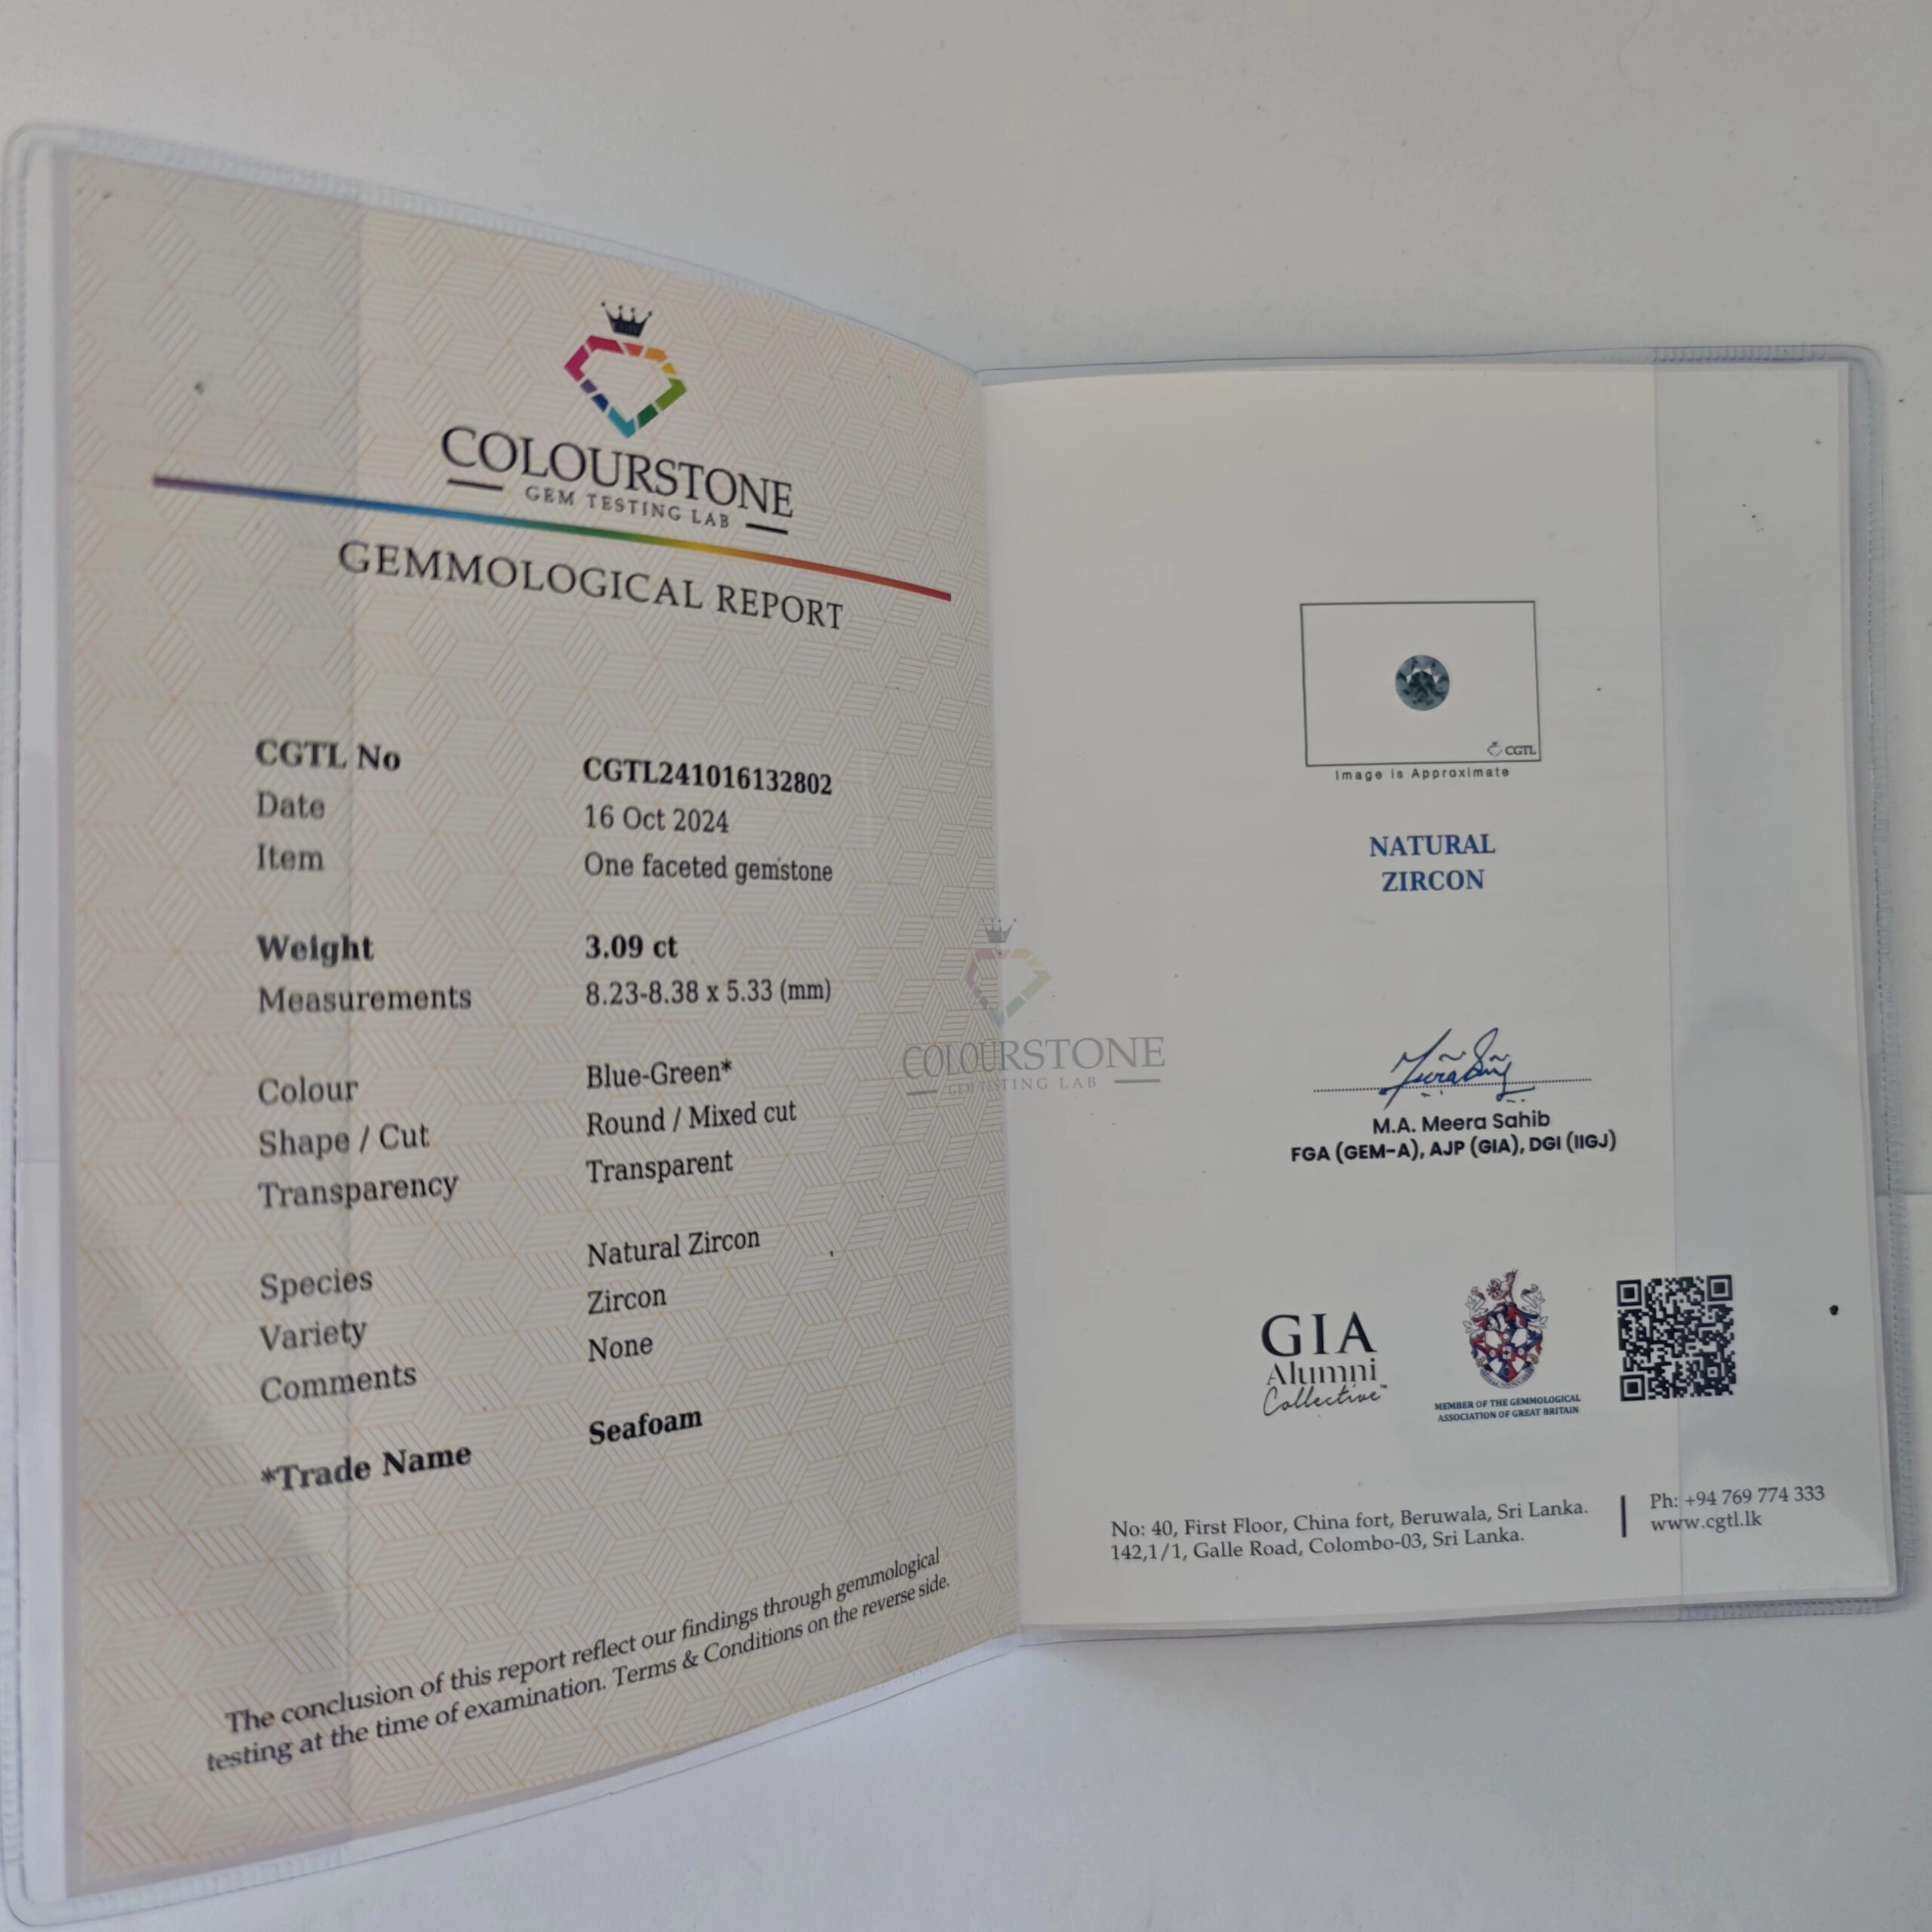 COLOURSTONE
GEM TESTING LAB
GEMMOLOGICAL REPORT
CGTL No CGTL241016132802
Date 16 Oct 2024
Item One faceted gemstone
Weight 3.09 ct
Measurements 8.23-8.38 x 5.33 (mm)
Colour Blue-Green*
Shape / Cut Round / Mixed cut
Transparency Transparent
Species Natural Zircon
Variety Zircon
Comments None
*Trade Name Seafoam
The conclusion of this report reflect our findings through gemmological
testing at the time of examination. Terms & Conditions on the reverse side.
COLOURSTONE
GEM TESTING LAB
CGTL
Image is Approximate
NATURAL
ZIRCON
M.A. Meera Sahib
FGA (GEM-A), AJP (GIA), DGI (IIGJ)
GIA
Alumni
Collective™
MEMBER OF THE GEMMOLOGICAL
ASSOCIATION OF GREAT BRITAIN
No: 40, First Floor, China fort, Beruwala, Sri Lanka.
142,1/1, Galle Road, Colombo-03, Sri Lanka.
Ph: +94 769 774 333
www.cgtl.lk